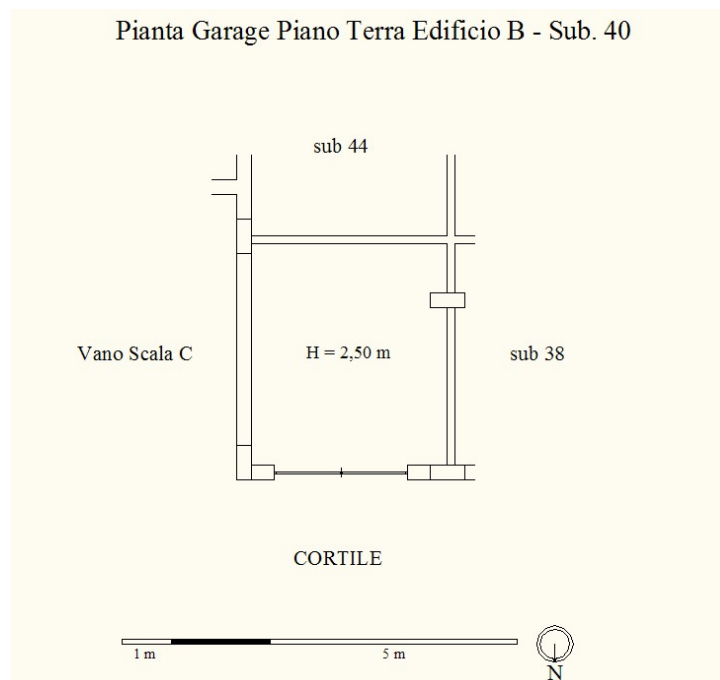 Pianta Garage Piano Terra Edificio B - Sub. 40
sub 44
Vano Scala C
H = 2,50 m
sub 38
CORTILE
1 m
5 m
N